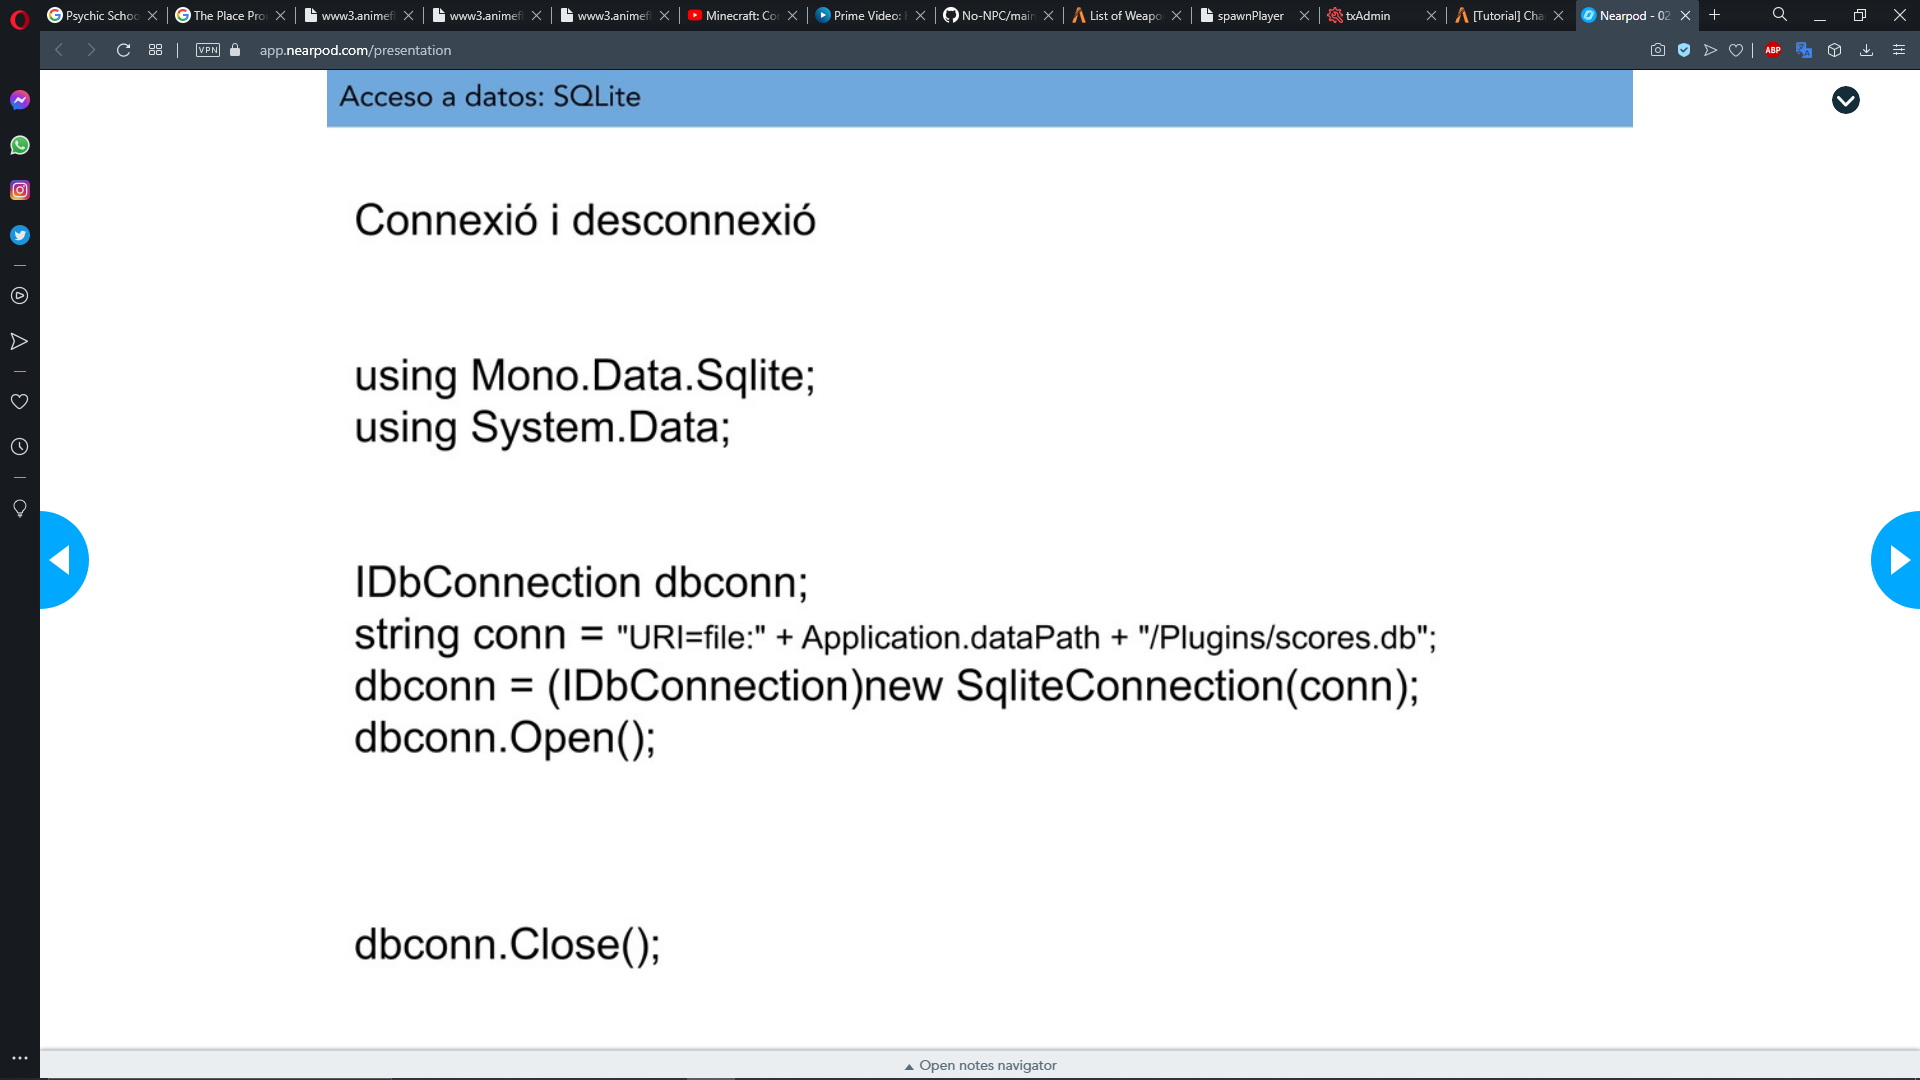 Psychic Schoo
The Place Pro
www3.animefl
www3.animefl
www3.animefl
Minecraft: Co
Prime Video:
No-NPC/main
List of Weapo
spawnPlayer
txAdmin
[Tutorial] Cha
Nearpod - 02
VPN
app.nearpod.com/presentation
ABP
Acceso a datos: SQLite
Connexió i desconnexió
using Mono.Data.Sqlite;
using System.Data;
IDbConnection dbconn;
string conn = "URI=file:" + Application.dataPath + "/Plugins/scores.db";
dbconn = (IDbConnection)new SqliteConnection(conn);
dbconn.Open();
dbconn.Close();
Open notes navigator